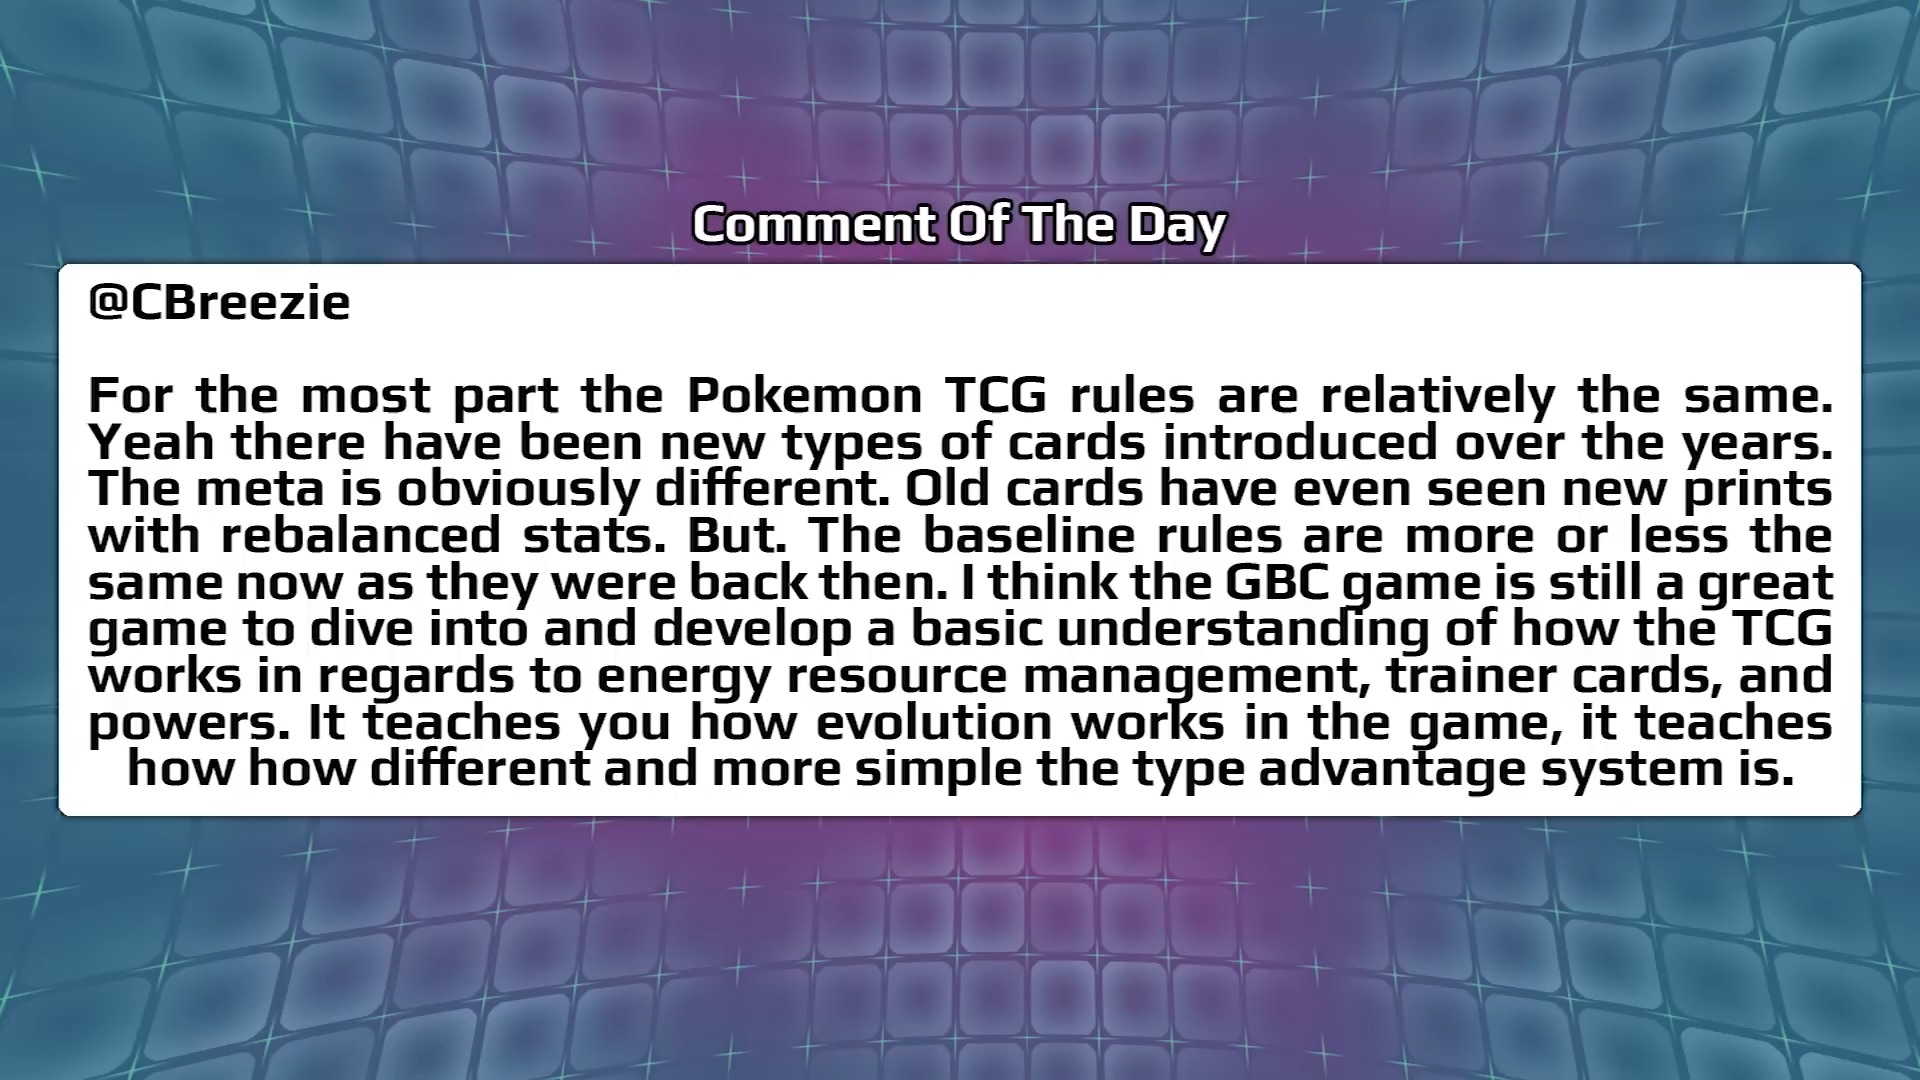 Comment Of The Day
@CBreezie
For the most part the Pokemon TCG rules are relatively the same.
Yeah there have been new types of cards introduced over the years.
The meta is obviously different. Old cards have even seen new prints
with rebalanced stats. But. The baseline rules are more or less the
same now as they were back then. I think the GBC game is still a great
game to dive into and develop a basic understanding of how the TCG
works in regards to energy resource management, trainer cards, and
powers. It teaches you how evolution works in the game, it teaches
how how different and more simple the type advantage system is.